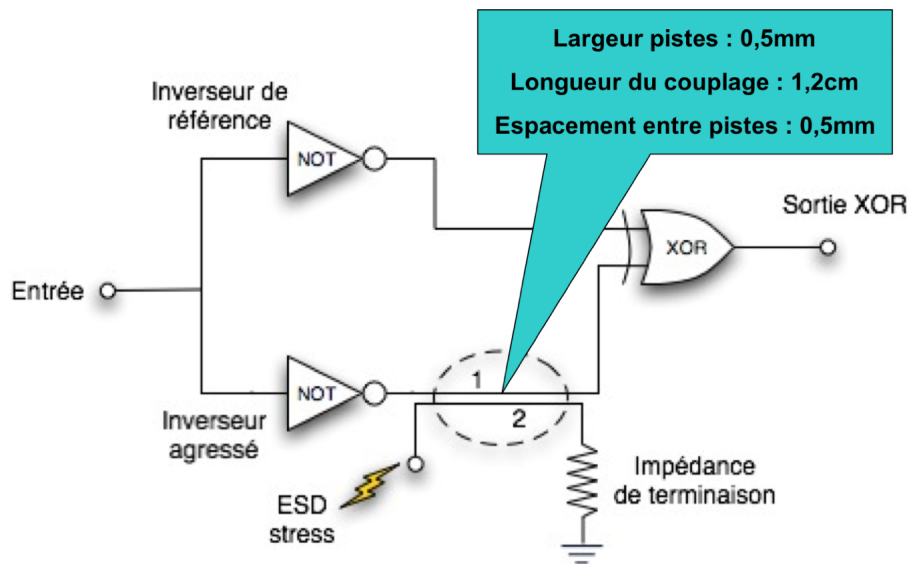 Largeur pistes : 0,5mm
Longueur du couplage : 1,2cm
Espacement entre pistes : 0,5mm
Inverseur de
référence
NOT
Sortie XOR
XOR
Entrée
NOT
1
2
Inverseur
agressé
ESD
stress
Impédance
de terminaison